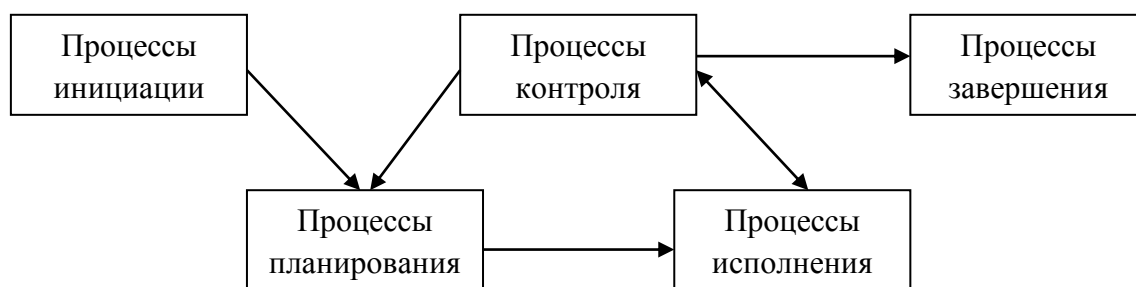 Процессы
инициации
Процессы
контроля
Процессы
завершения
Процессы
планирования
Процессы
исполнения